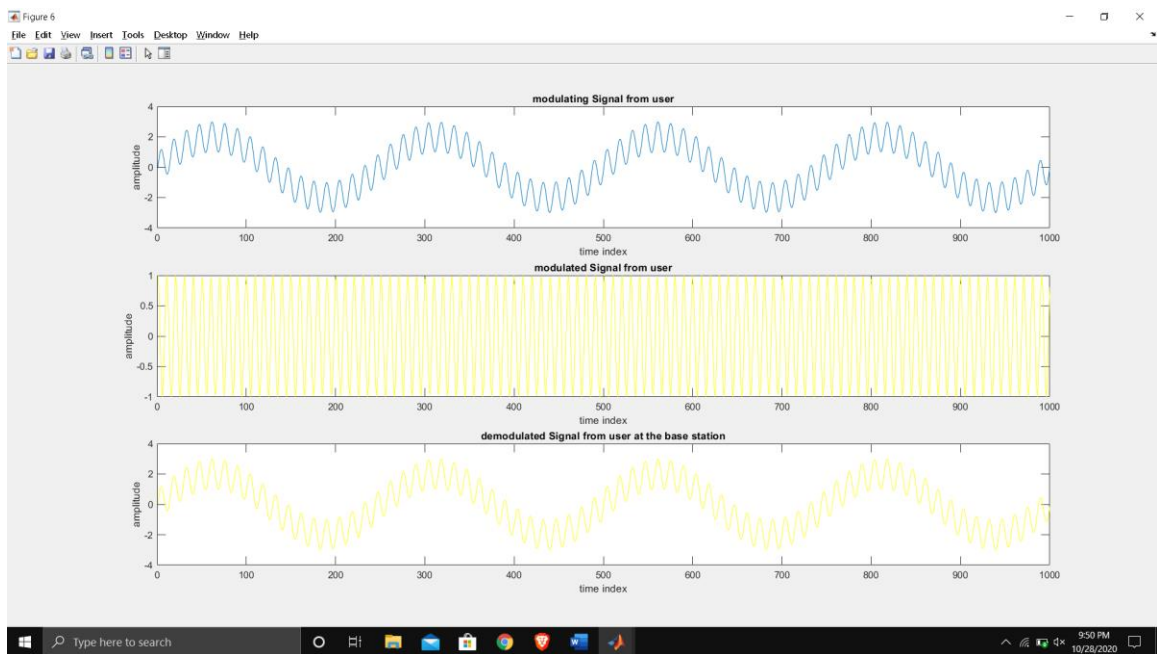 Figure 6
File Edit View Insert Tools Desktop Window Help
modulating Signal from user
4
2
0
-2
-4
amplitude
0 100 200 300 400 500 600 700 800 900 1000
time index
modulated Signal from user
1
0.5
0
-0.5
-1
amplitude
0 100 200 300 400 500 600 700 800 900 1000
time index
demodulated Signal from user at the base station
4
2
0
-2
-4
amplitude
0 100 200 300 400 500 600 700 800 900 1000
time index
Type here to search
W
9:50 PM
10/28/2020